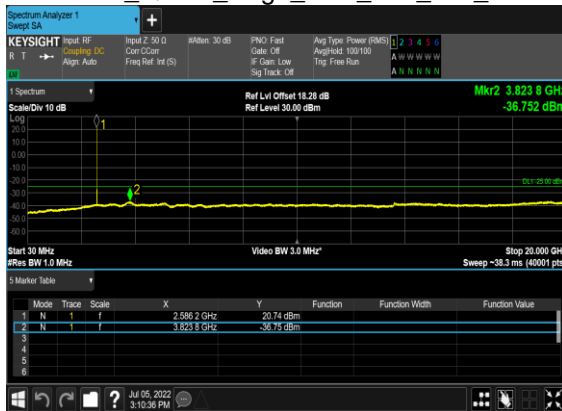 Spectrum Analyzer 1
Swept SA
+
KEYSIGHT Input: RF Input Z: 50 Ω #Atten: 30 dB PNO: Fast Avg Type: Power (RMS) 1 2 3 4 5 6
R T Coupling: DC Corr CCorr Gate: Off Avg|Hold: 100/100 A W W W W W
Align: Auto Freq Ref: Int (S) IF Gain: Low Trig: Free Run
Sig Track: Off A N N N N N
1 Spectrum Ref Lvl Offset 18.28 dB Mkr2 3.823 8 GHz
Scale/Div 10 dB Ref Level 30.00 dBm -36.752 dBm
Log
20.0
10.0
0.00
-10.0
-20.0
-30.0
-40.0
-50.0
-60.0
1
2
Start 30 MHz Video BW 3.0 MHz* Stop 20.000 GH
#Res BW 1.0 MHz Sweep ~38.3 ms (40001 pts
5 Marker Table
Mode Trace Scale X Y Function Function Width Function Value
1 N 1 f 2.586 2 GHz 20.74 dBm
2 N 1 f 3.823 8 GHz -36.75 dBm
3
4
5
6
? Jul 05, 2022
3:10:36 PM